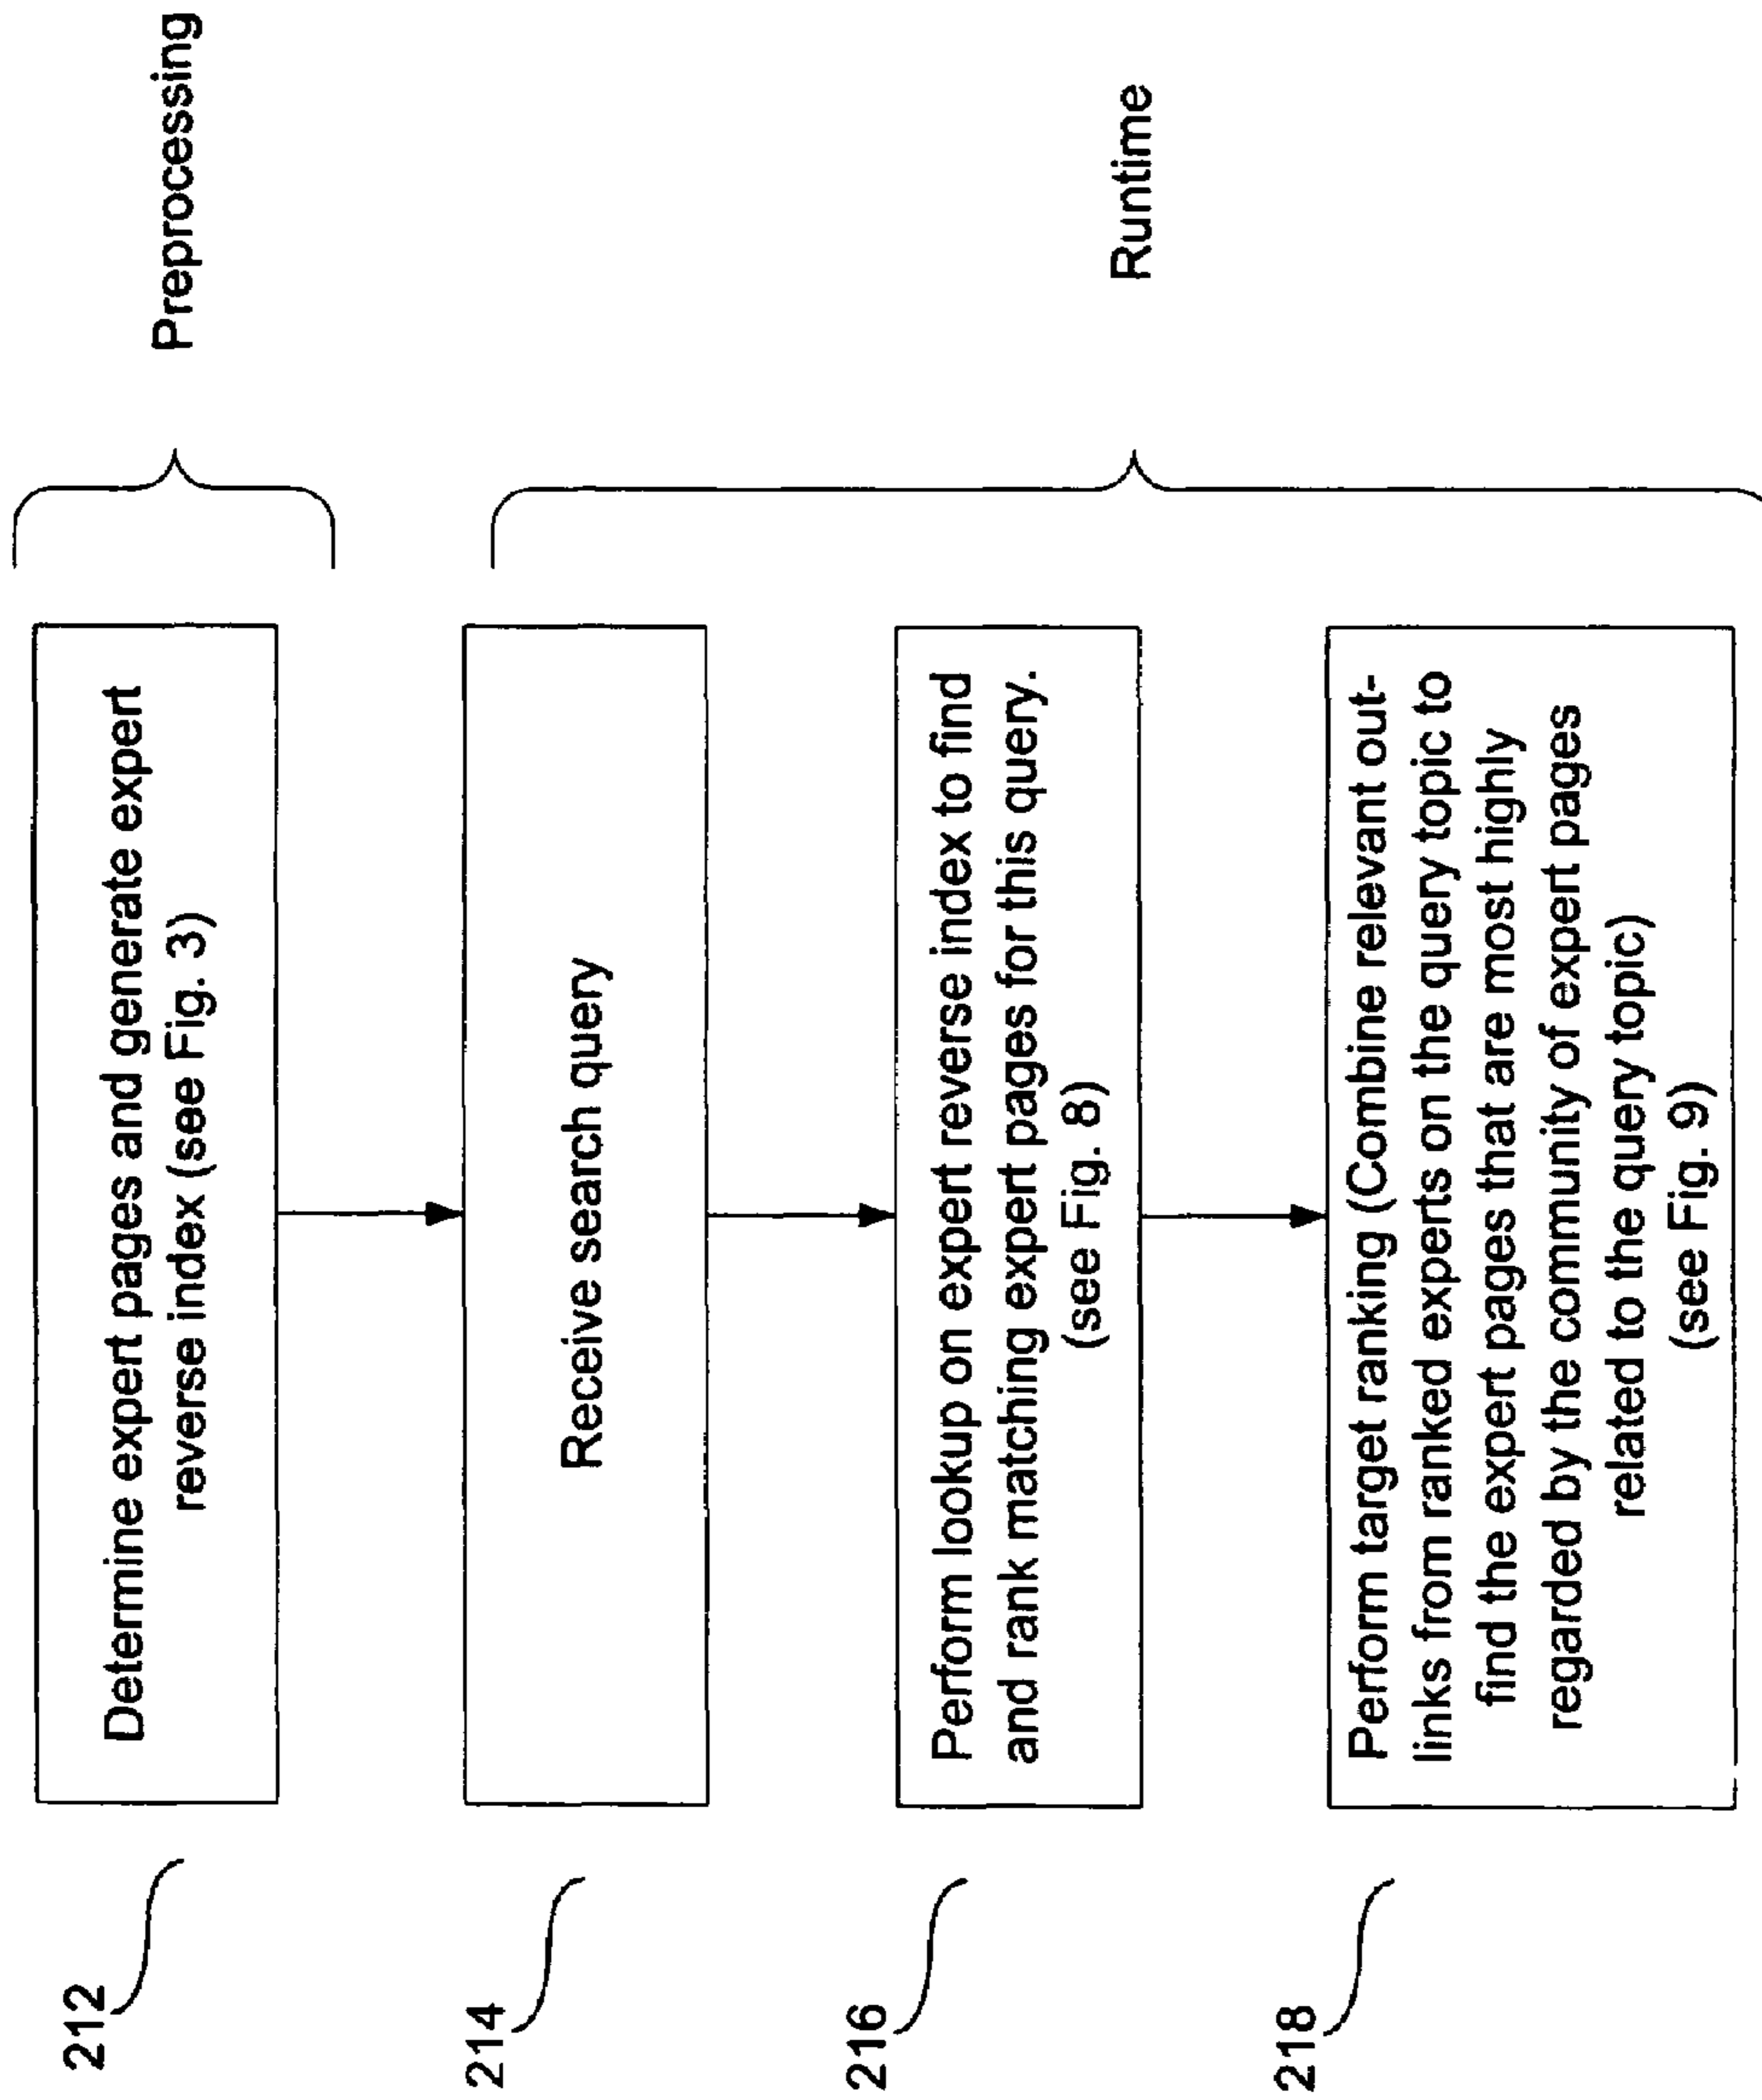 212
Determine expert pages and generate expert
reverse index (see Fig. 3)
Preprocessing
214
Receive search query
216
Perform lookup on expert reverse index to find
and rank matching expert pages for this query.
(see Fig. 8)
218
Perform target ranking (Combine relevant out-
links from ranked experts on the query topic to
find the expert pages that are most highly
regarded by the community of expert pages
related to the query topic)
(see Fig. 9)
Runtime